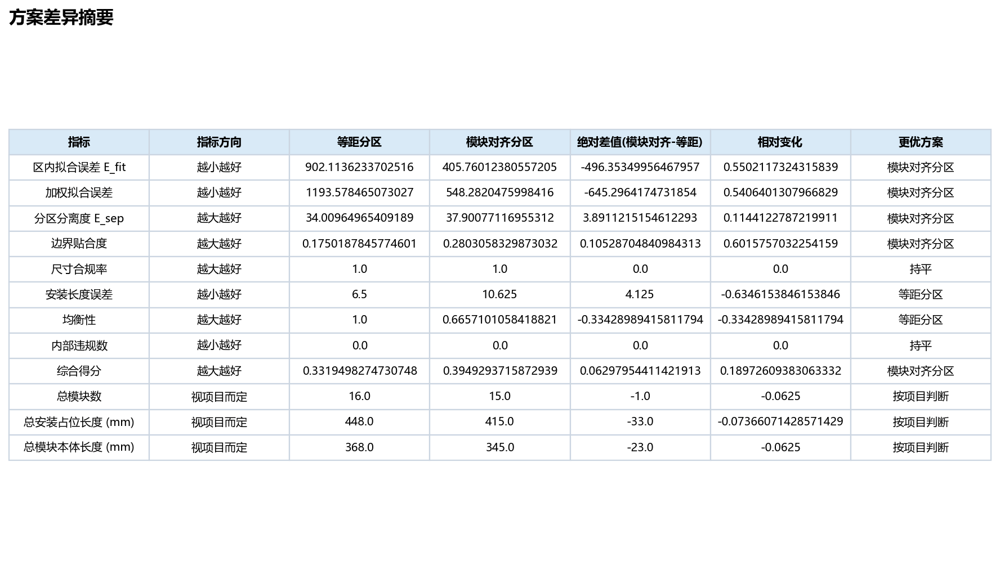 方案差异摘要
指标 指标方向 等距分区 模块对齐分区 绝对差值(模块对齐-等距) 相对变化 更优方案
区内拟合误差 E_fit 越小越好 902.1136233702516 405.76012380557205 -496.35349956467957 0.5502117324315839 模块对齐分区
加权拟合误差 越小越好 1193.578465073027 548.2820475998416 -645.2964174731854 0.5406401307966829 模块对齐分区
分区分离度 E_sep 越大越好 34.00964965409189 37.90077116955312 3.8911215154612293 0.1144122787219911 模块对齐分区
边界贴合度 越大越好 0.1750187845774601 0.2803058329873032 0.10528704840984313 0.6015757032254159 模块对齐分区
尺寸合规率 越大越好 1.0 1.0 0.0 0.0 持平
安装长度误差 越小越好 6.5 10.625 4.125 -0.6346153846153846 等距分区
均衡性 越大越好 1.0 0.6657101058418821 -0.33428989415811794 -0.33428989415811794 等距分区
内部违规数 越小越好 0.0 0.0 0.0 0.0 持平
综合得分 越大越好 0.3319498274730748 0.3949293715872939 0.06297954411421913 0.18972609383063332 模块对齐分区
总模块数 视项目而定 16.0 15.0 -1.0 -0.0625 按项目判断
总安装占位长度 (mm) 视项目而定 448.0 415.0 -33.0 -0.07366071428571429 按项目判断
总模块本体长度 (mm) 视项目而定 368.0 345.0 -23.0 -0.0625 按项目判断